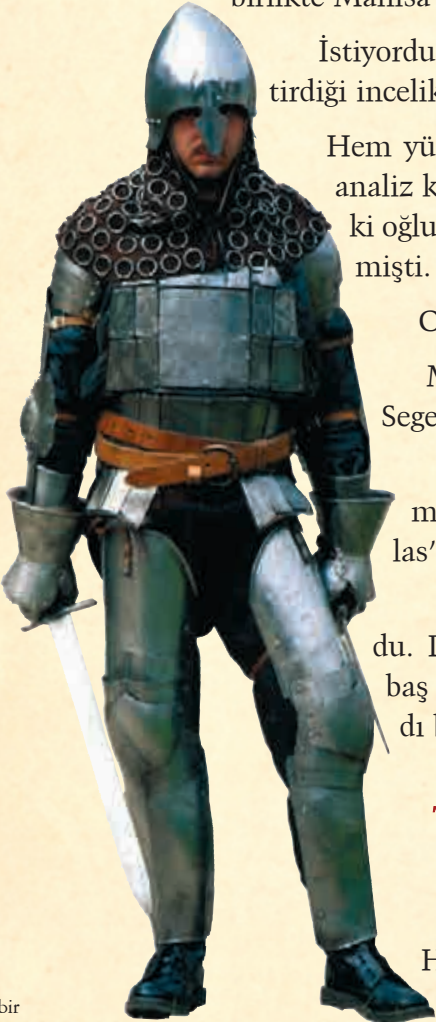 birlikte Manisa
İstiyordu
tirdiği incelik
Hem yü
analiz k
ki oğlu
mişti.
O
M
Sege
m
las'
du. İ
baş
dı b
H
bir